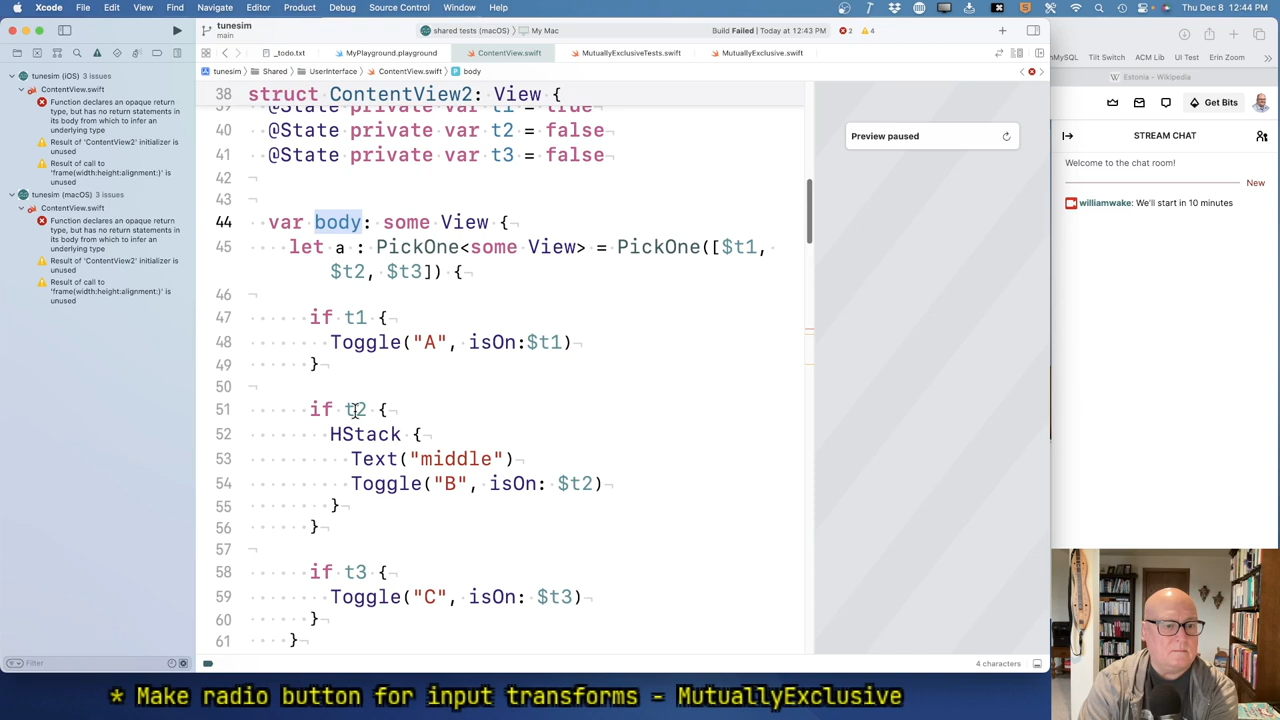 Xcode File Edit View Find Navigate Editor Product Debug
tunesim
main
shared tests (macOS) My Mac
Build Failed | Today at 12:43 PM 2 4
_todo.txt MyPlayground.playground ContentView.swift MutuallyExclusiveTests.swift MutuallyExclusive.swift
tunesim Shared UserInterface ContentView.swift body
tunesim (iOS) 3 issues
ContentView.swift
Function declares an opaque return
type, but has no return statements in
its body from which to infer an
underlying type
Result of 'ContentView2' initializer is
unused
Result of call to
'frame(width:height:alignment:)' is
unused
tunesim (macOS) 3 issues
ContentView.swift
Function declares an opaque return
type, but has no return statements in
its body from which to infer an
underlying type
Result of 'ContentView2' initializer is
unused
Result of call to
'frame(width:height:alignment:)' is
unused
Filter
38 struct ContentView2: View {
39 @State private var t1 = true
40 @State private var t2 = false
41 @State private var t3 = false
42
43
44 var body: some View {
45 let a : PickOne<some View> = PickOne([$t1,
$t2, $t3]) {
46
47 if t1 {
48 Toggle("A", isOn:$t1)
49 }
50
51 if t2 {
52 HStack {
53 Text("middle")
54 Toggle("B", isOn: $t2)
55 }
56 }
57
58 if t3 {
59 Toggle("C", isOn: $t3)
60 }
61 }
4 characters
Preview paused
nMySQL Tilt Switch ACM Lib UI Test Erin Zoom
Estonia - Wikipedia
Get Bits
STREAM CHAT
Welcome to the chat room!
New
williamwake: We'll start in 10 minutes
* Make radio button for input transforms - MutuallyExclusive